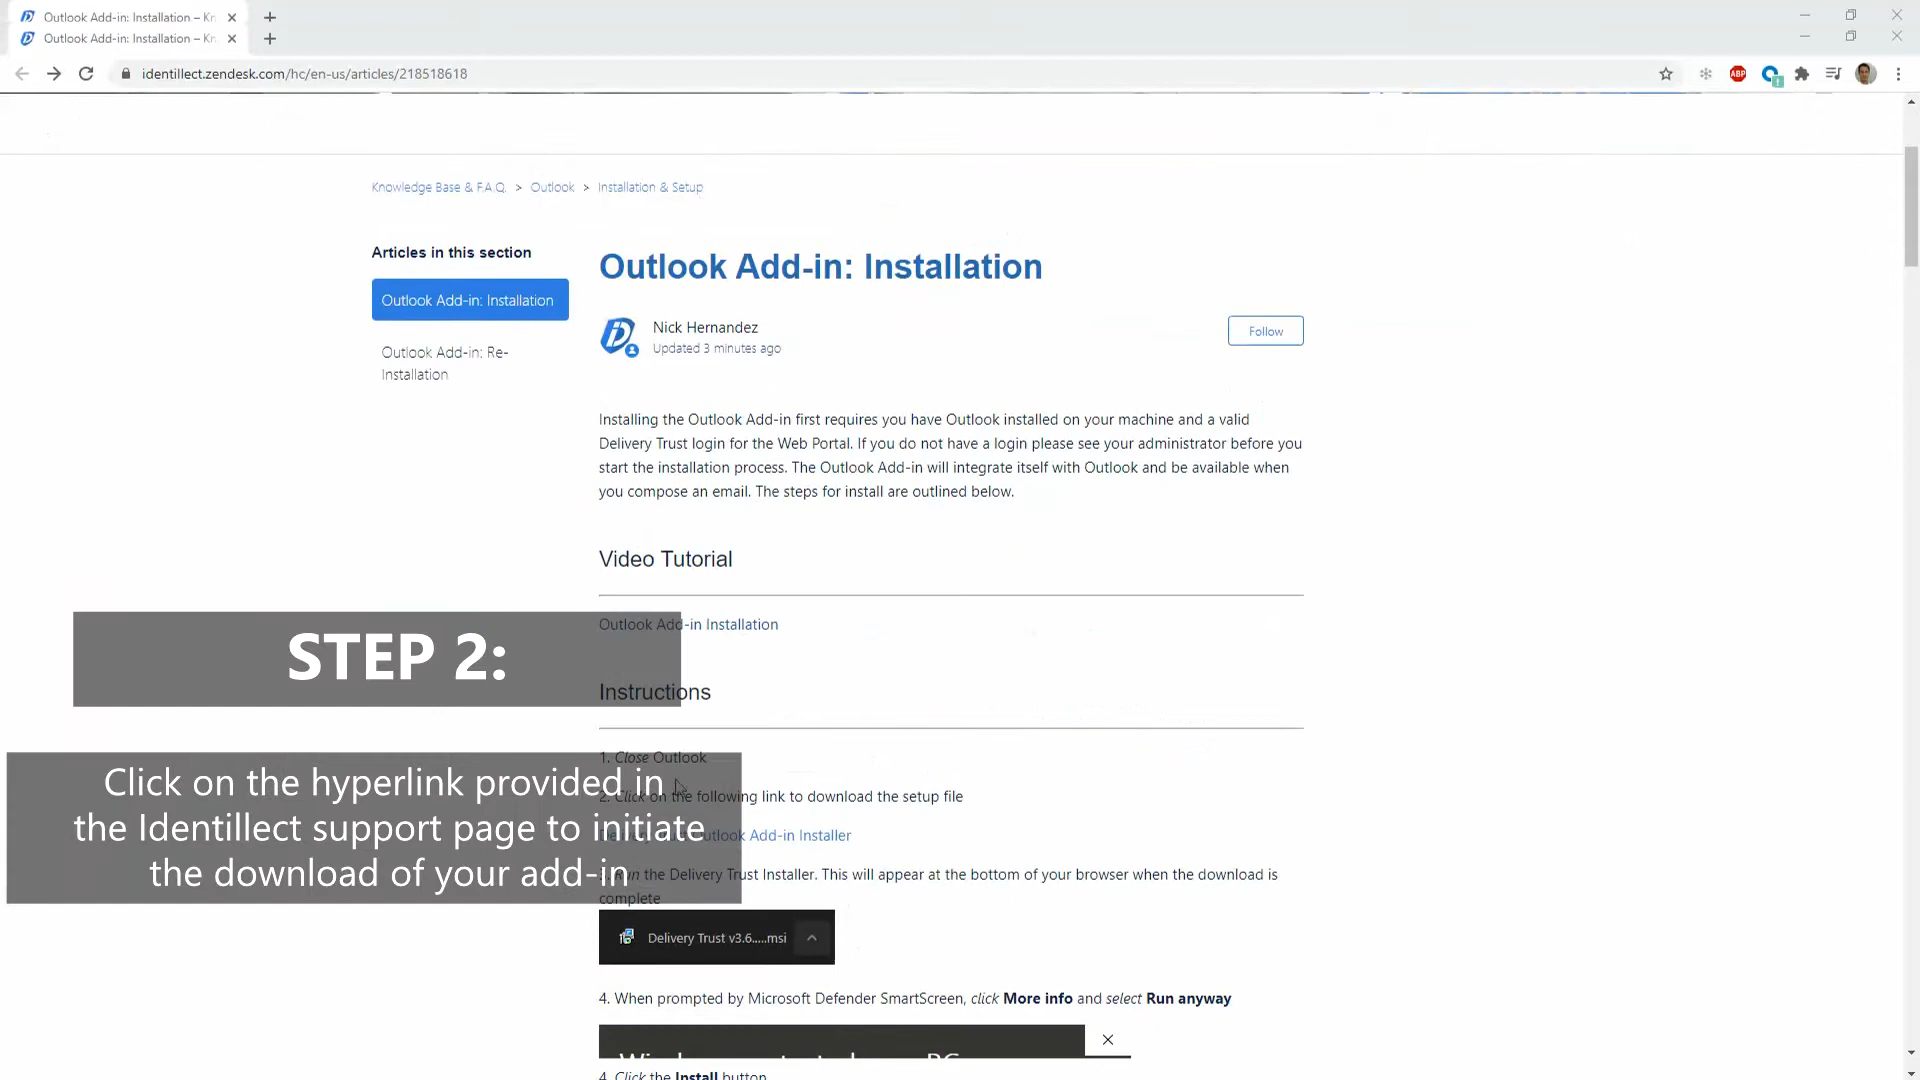 Outlook Add-in: Installation – Kn
Outlook Add-in: Installation – Kn
identillect.zendesk.com/hc/en-us/articles/218518618
ABP
Knowledge Base & F.A.Q. > Outlook > Installation & Setup
Articles in this section
Outlook Add-in: Installation
Outlook Add-in: Re-
Installation
Outlook Add-in: Installation
Nick Hernandez
Updated 3 minutes ago
Follow
Installing the Outlook Add-in first requires you have Outlook installed on your machine and a valid
Delivery Trust login for the Web Portal. If you do not have a login please see your administrator before you
start the installation process. The Outlook Add-in will integrate itself with Outlook and be available when
you compose an email. The steps for install are outlined below.
Video Tutorial
Outlook Add-in Installation
STEP 2:
Instructions
1. Close Outlook
Click on the hyperlink provided in
the Identillect support page to initiate
the download of your add-in
2. Click on the following link to download the setup file
Delivery Trust Outlook Add-in Installer
3. Run the Delivery Trust Installer. This will appear at the bottom of your browser when the download is
complete
Delivery Trust v3.6.....msi
4. When prompted by Microsoft Defender SmartScreen, click More info and select Run anyway
4. Click the Install button